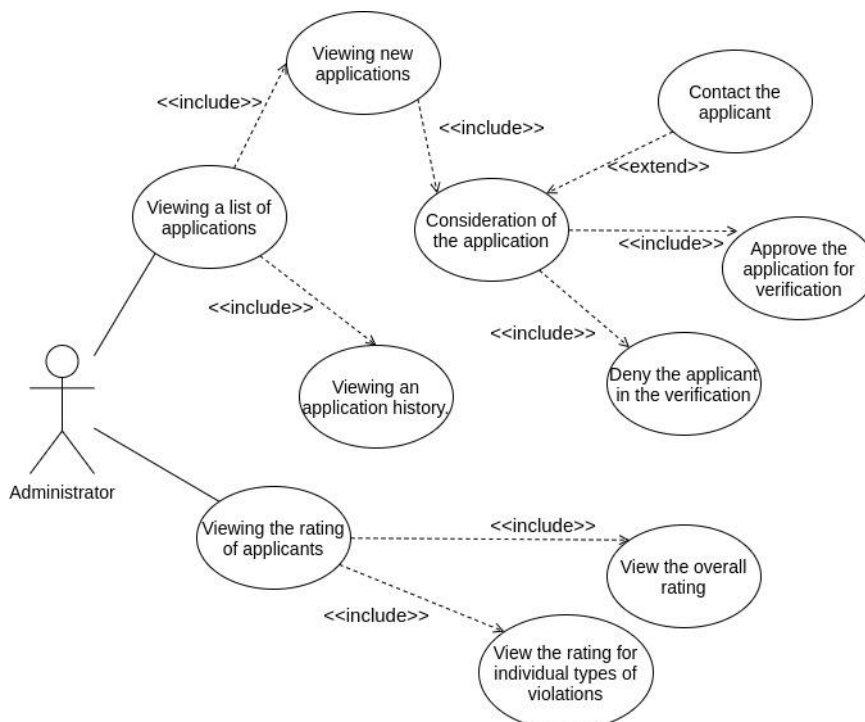 Viewing new
applications
<<include>>
<<include>>
Contact the
applicant
<<extend>>
Viewing a list of
applications
Consideration of
the application
<<include>>
Approve the
application for
verification
<<include>>
<<include>>
Viewing an
application history,
Deny the applicant
in the verification
Administrator
Viewing the rating
of applicants
<<include>>
View the overall
rating
<<include>>
View the rating for
individual types of
violations